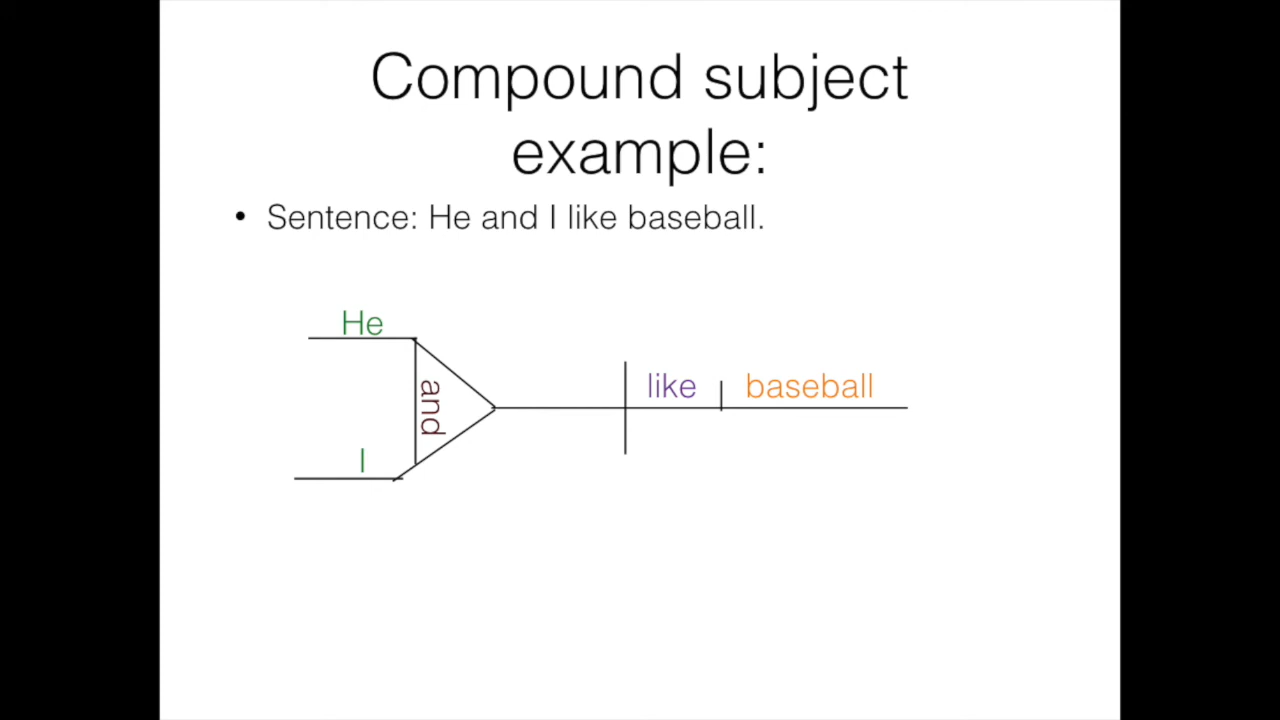 Compound subject
example:
• Sentence: He and I like baseball.
He
and
I
like
baseball